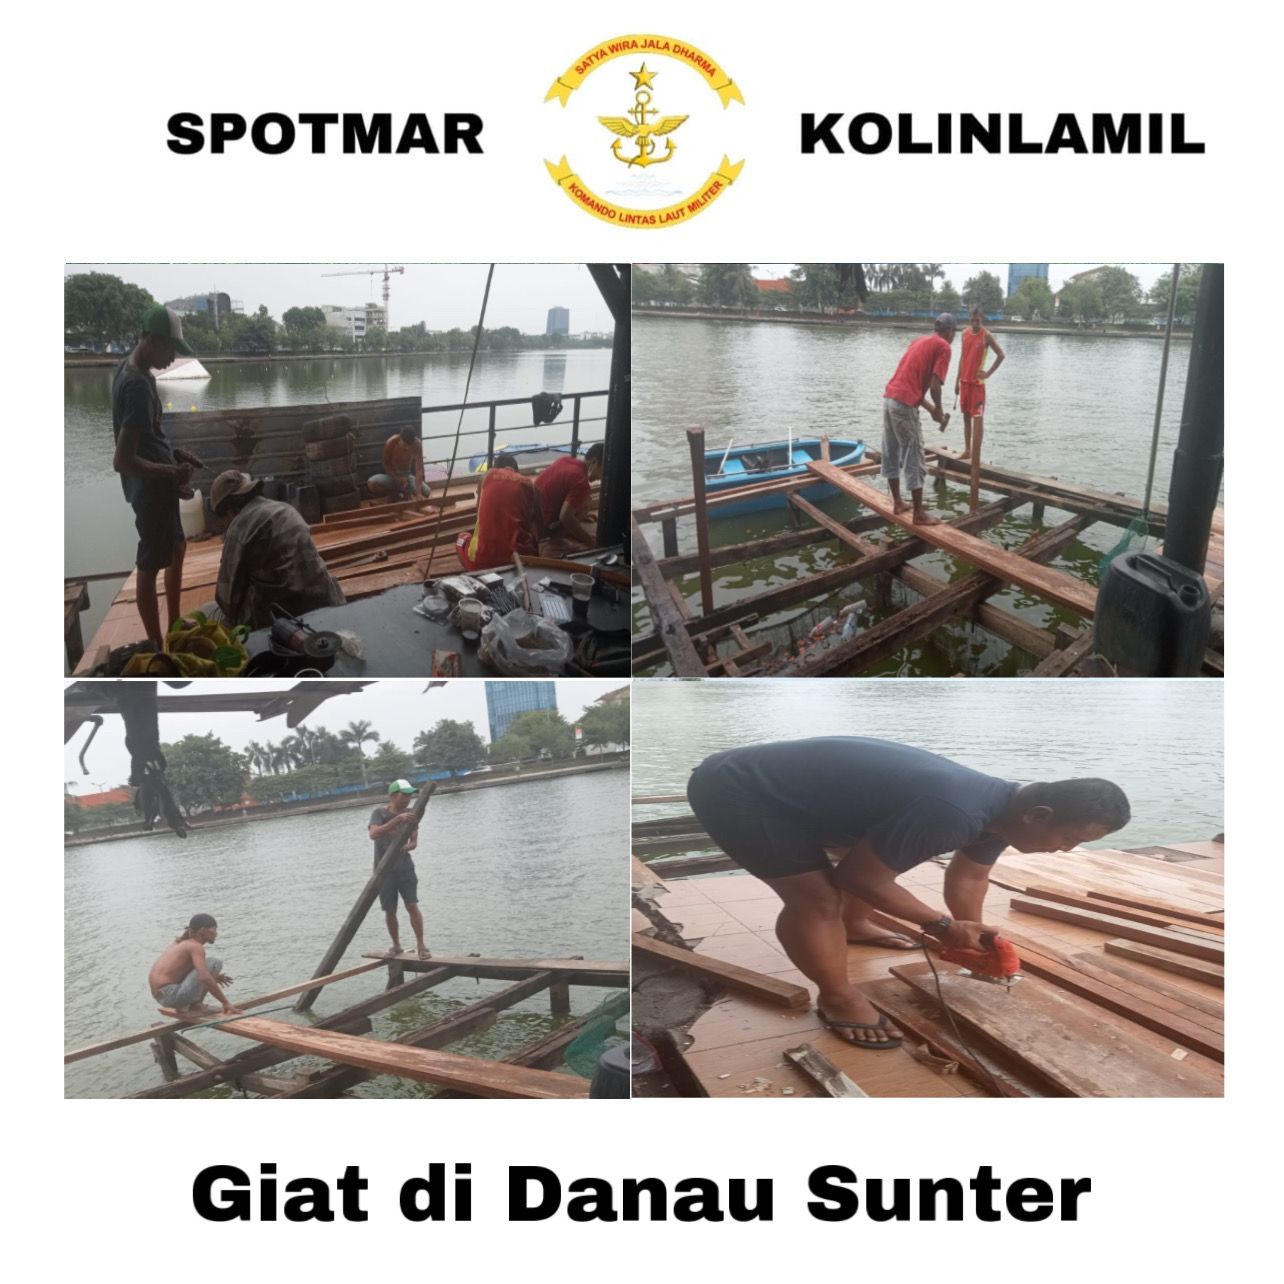 SPOTMAR
SATYA WIRA JALA DHARMA
KOMANDO LINTAS LAUT MILITER
KOLINLAMIL
Giat di Danau Sunter